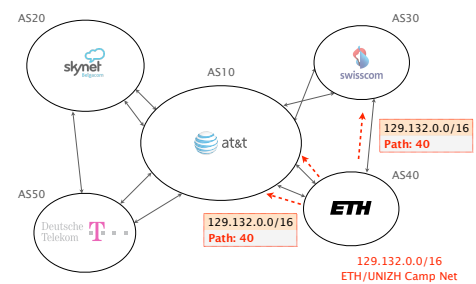 AS20
AS30
skynet
belgacom
swisscom
AS10
at&t
129.132.0.0/16
Path: 40
AS50
AS40
Deutsche
Telekom
T
129.132.0.0/16
Path: 40
ETH
129.132.0.0/16
ETH/UNIZH Camp Net